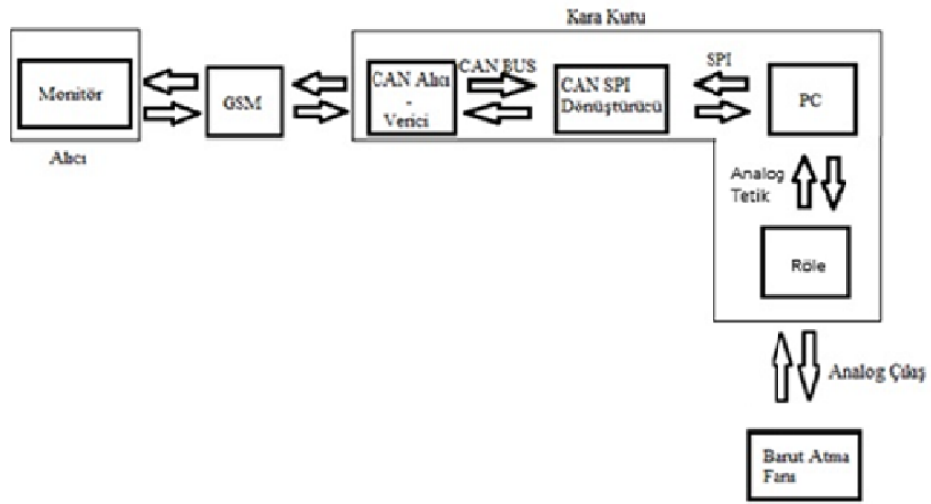 Kara Kutu
Monitör
Alıcı
GSM
CAN Alıcı
-
Verici
CAN BUS
CAN SPI
Dönüştürücü
SPI
PC
Analog
Tetik
Röle
Analog Çıkış
Barut Atma
Fanı